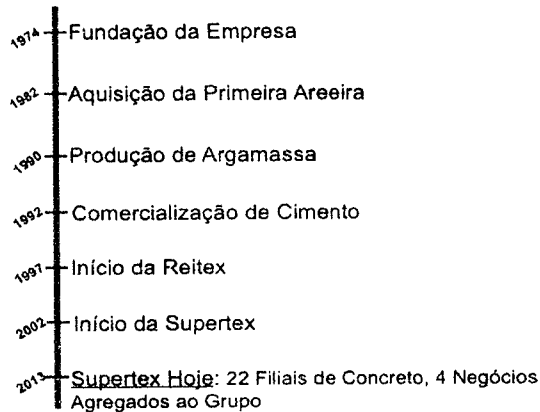 1974 Fundação da Empresa
1982 Aquisição da Primeira Areeira
1990 Produção de Argamassa
1992 Comercialização de Cimento
1997 Início da Reitex
2002 Início da Supertex
2013 Supertex Hoje: 22 Filiais de Concreto, 4 Negócios
Agregados ao Grupo